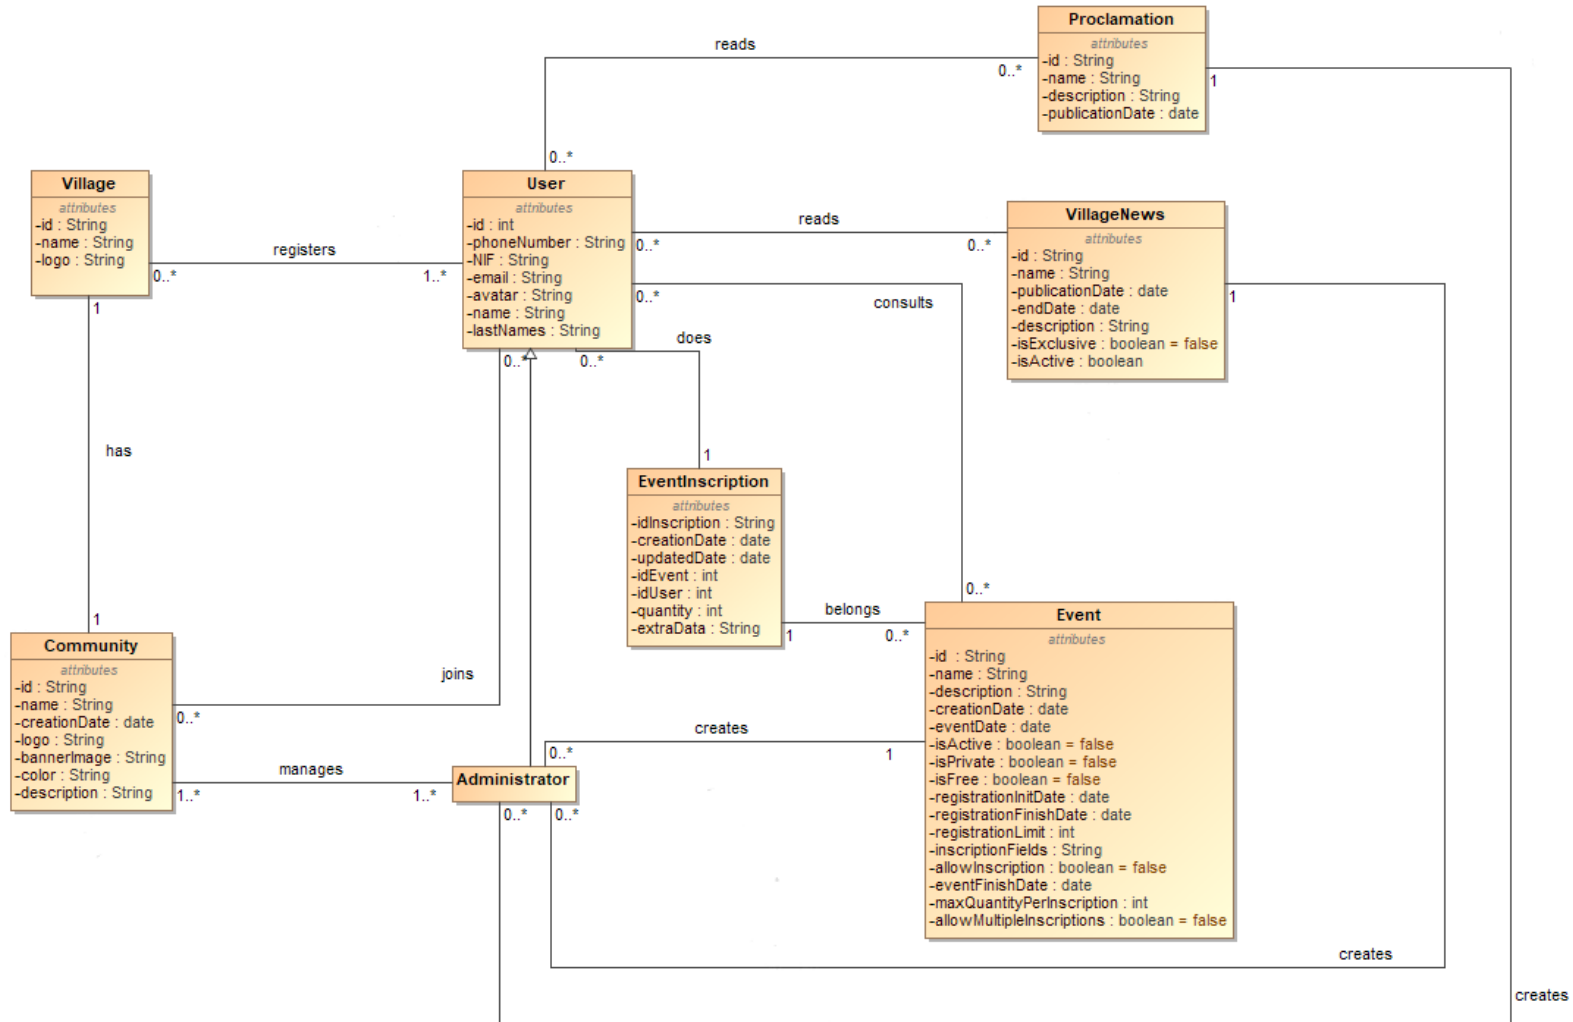 Proclamation
attributes
-id : String
-name : String
-description : String
-publicationDate : date
reads
0..*
1
0..*
Village
attributes
-id : String
-name : String
-logo : String
User
attributes
-id : int
-phoneNumber : String
-NIF : String
-email : String
-avatar : String
-name : String
-lastNames : String
VillageNews
attributes
-id : String
-name : String
-publicationDate : date
-endDate : date
-description : String
-isExclusive : boolean = false
-isActive : boolean
reads
0..*
0..*
registers
0..*
1..*
0..*
consults
1
1
does
0..*
0..*
has
1
EventInscription
attributes
-idInscription : String
-creationDate : date
-updatedDate : date
-idEvent : int
-idUser : int
-quantity : int
-extraData : String
0..*
belongs
1
0..*
1
Community
attributes
-id : String
-name : String
-creationDate : date
-logo : String
-bannerImage : String
-color : String
-description : String
joins
0..*
Event
attributes
-id : String
-name : String
-description : String
-creationDate : date
-eventDate : date
-isActive : boolean = false
-isPrivate : boolean = false
-isFree : boolean = false
-registrationInitDate : date
-registrationFinishDate : date
-registrationLimit : int
-inscriptionFields : String
-allowInscription : boolean = false
-eventFinishDate : date
-maxQuantityPerInscription : int
-allowMultipleInscriptions : boolean = false
creates
0..*
1
manages
1..*
1..*
Administrator
0..*
0..*
creates
creates